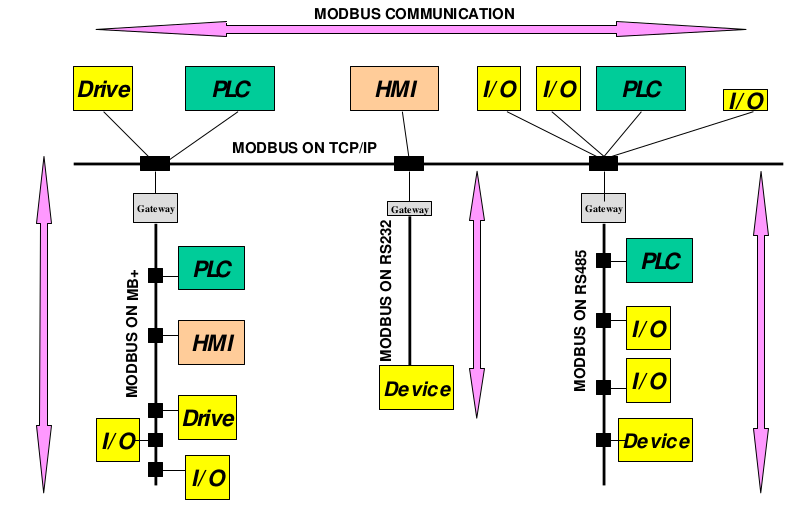 MODBUS COMMUNICATION
Drive
PLC
HMI
I/O
I/O
PLC
I/O
MODBUS ON TCP/IP
Gateway
Gateway
Gateway
MODBUS ON MB+
PLC
HMI
Drive
I/O
I/O
MODBUS ON RS232
Device
MODBUS ON RS485
PLC
I/O
I/O
Device